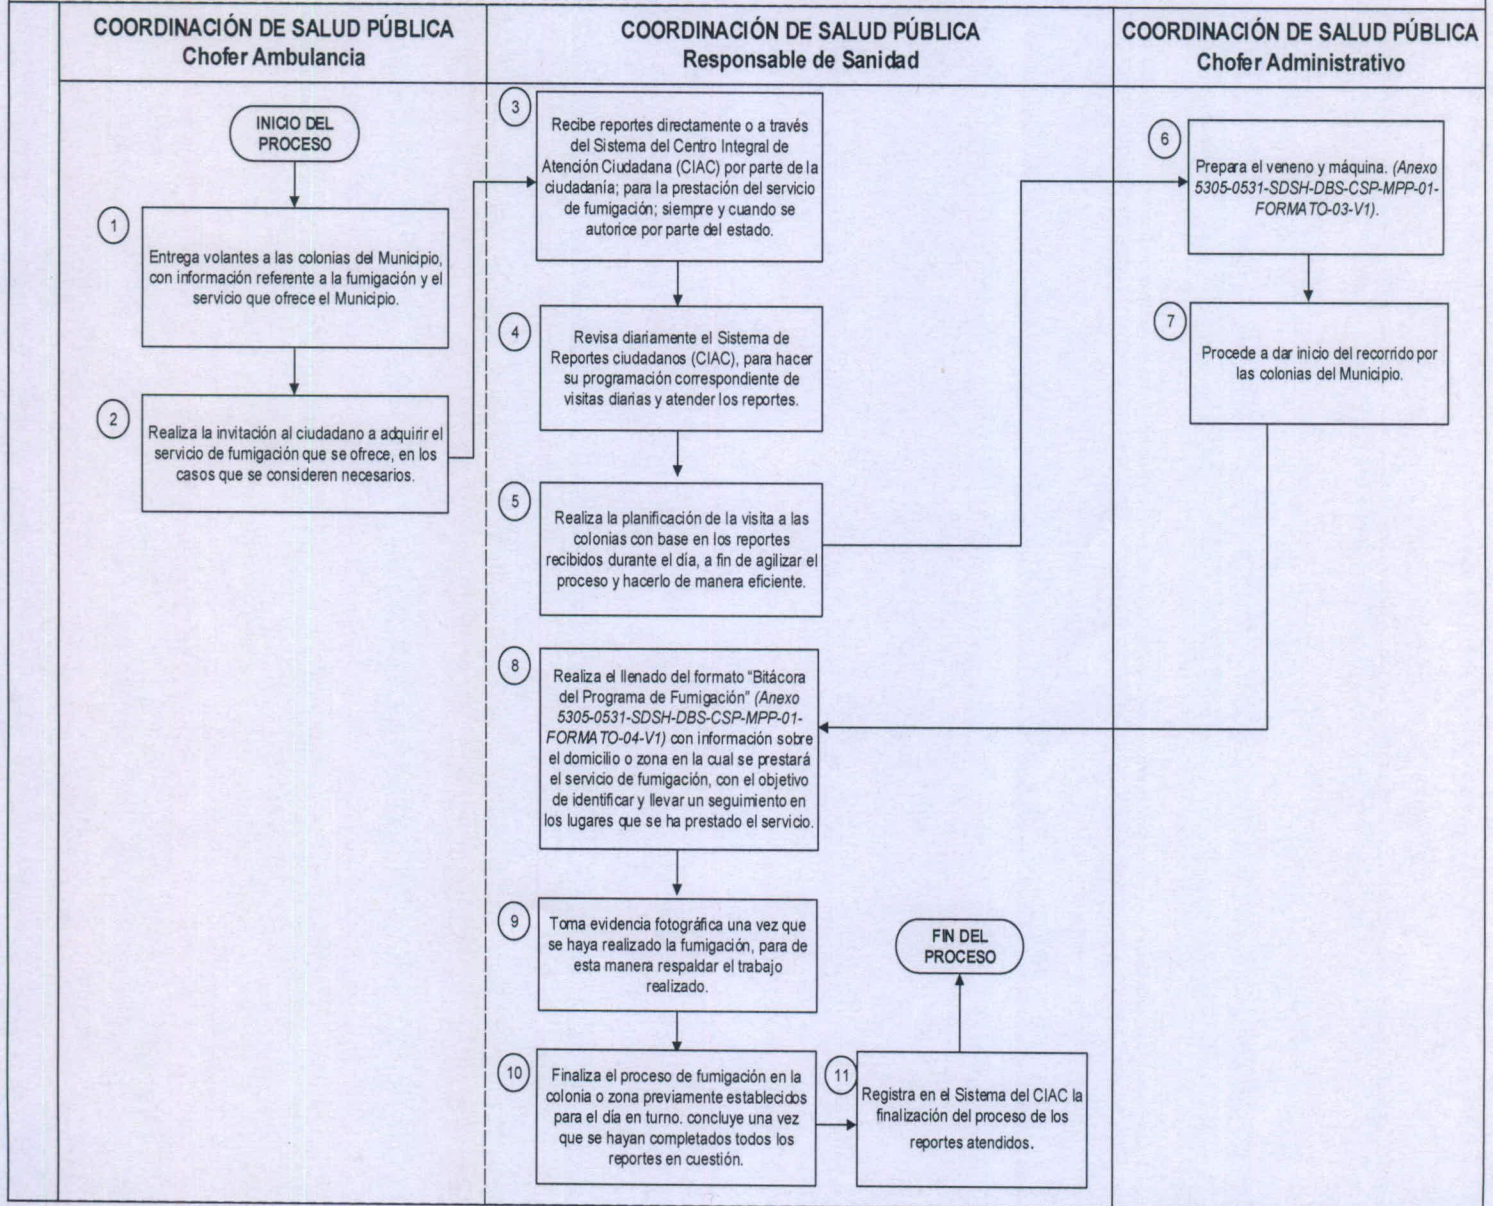 COORDINACIÓN DE SALUD PÚBLICA
Chofer Ambulancia
COORDINACIÓN DE SALUD PÚBLICA
Responsable de Sanidad
COORDINACIÓN DE SALUD PÚBLICA
Chofer Administrativo
INICIO DEL
PROCESO
1
Entrega volantes a las colonias del Municipio,
con información referente a la fumigación y el
servicio que ofrece el Municipio.
2
Realiza la invitación al ciudadano a adquirir el
servicio de fumigación que se ofrece, en los
casos que se consideren necesarios.
3
Recibe reportes directamente o a través
del Sistema del Centro Integral de
Atención Ciudadana (CIAC) por parte de la
ciudadanía; para la prestación del servicio
de fumigación; siempre y cuando se
autorice por parte del estado.
4
Revisa diariamente el Sistema de
Reportes ciudadanos (CIAC), para hacer
su programación correspondiente de
visitas diarias y atender los reportes.
5
Realiza la planificación de la visita a las
colonias con base en los reportes
recibidos durante el día, a fin de agilizar el
proceso y hacerlo de manera eficiente.
6
Prepara el veneno y máquina. (Anexo
5305-0531-SDSH-DBS-CSP-MPP-01-
FORMATO-03-V1).
7
Procede a dar inicio del recorrido por
las colonias del Municipio.
8
Realiza el llenado del formato “Bitácora
del Programa de Fumigación” (Anexo
5305-0531-SDSH-DBS-CSP-MPP-01-
FORMATO-04-V1) con información sobre
el domicilio o zona en la cual se prestará
el servicio de fumigación, con el objetivo
de identificar y llevar un seguimiento en
los lugares que se ha prestado el servicio.
9
Toma evidencia fotográfica una vez que
se haya realizado la fumigación, para de
esta manera respaldar el trabajo
realizado.
10
Finaliza el proceso de fumigación en la
colonia o zona previamente establecidos
para el día en turno. concluye una vez
que se hayan completados todos los
reportes en cuestión.
11
Registra en el Sistema del CIAC la
finalización del proceso de los
reportes atendidos.
FIN DEL
PROCESO